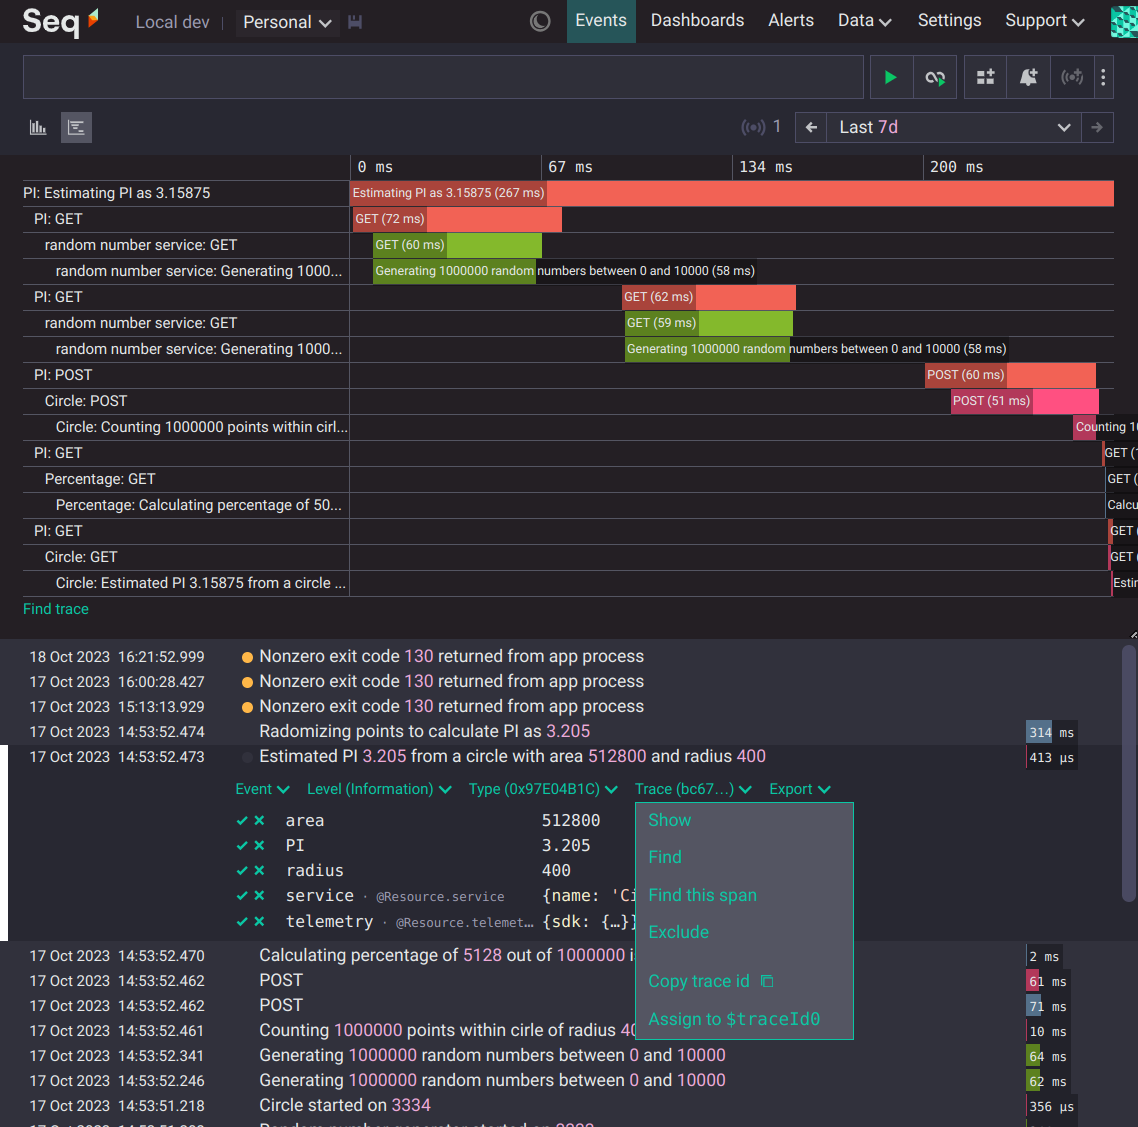 Seq Local dev | Personal Events Dashboards Alerts Data Settings Support
1 Last 7d
0 ms 67 ms 134 ms 200 ms
PI: Estimating PI as 3.15875 Estimating PI as 3.15875 (267 ms)
PI: GET GET (72 ms)
random number service: GET GET (60 ms)
random number service: Generating 1000... Generating 1000000 random numbers between 0 and 10000 (58 ms)
PI: GET GET (62 ms)
random number service: GET GET (59 ms)
random number service: Generating 1000... Generating 1000000 random numbers between 0 and 10000 (58 ms)
PI: POST POST (60 ms)
Circle: POST POST (51 ms)
Circle: Counting 1000000 points within cirl... Counting 10
PI: GET GET (1
Percentage: GET GET (
Percentage: Calculating percentage of 50... Calcu
PI: GET GET (
Circle: GET GET (
Circle: Estimated PI 3.15875 from a circle ... Estin
Find trace
18 Oct 2023 16:21:52.999 Nonzero exit code 130 returned from app process
17 Oct 2023 16:00:28.427 Nonzero exit code 130 returned from app process
17 Oct 2023 15:13:13.929 Nonzero exit code 130 returned from app process
17 Oct 2023 14:53:52.474 Radomizing points to calculate PI as 3.205 314 ms
17 Oct 2023 14:53:52.473 Estimated PI 3.205 from a circle with area 512800 and radius 400 413 μs
Event Level (Information) Type (0x97E04B1C) Trace (bc67...) Export
area 512800
PI 3.205
radius 400
service · @Resource.service {name: 'Ci
telemetry · @Resource.telemet… {sdk: {…}}
Show
Find
Find this span
Exclude
Copy trace id
Assign to $traceId0
17 Oct 2023 14:53:52.470 Calculating percentage of 5128 out of 1000000 i 2 ms
17 Oct 2023 14:53:52.462 POST 61 ms
17 Oct 2023 14:53:52.462 POST 71 ms
17 Oct 2023 14:53:52.461 Counting 1000000 points within cirle of radius 40 10 ms
17 Oct 2023 14:53:52.341 Generating 1000000 random numbers between 0 and 10000 64 ms
17 Oct 2023 14:53:52.246 Generating 1000000 random numbers between 0 and 10000 62 ms
17 Oct 2023 14:53:51.218 Circle started on 3334 356 μs